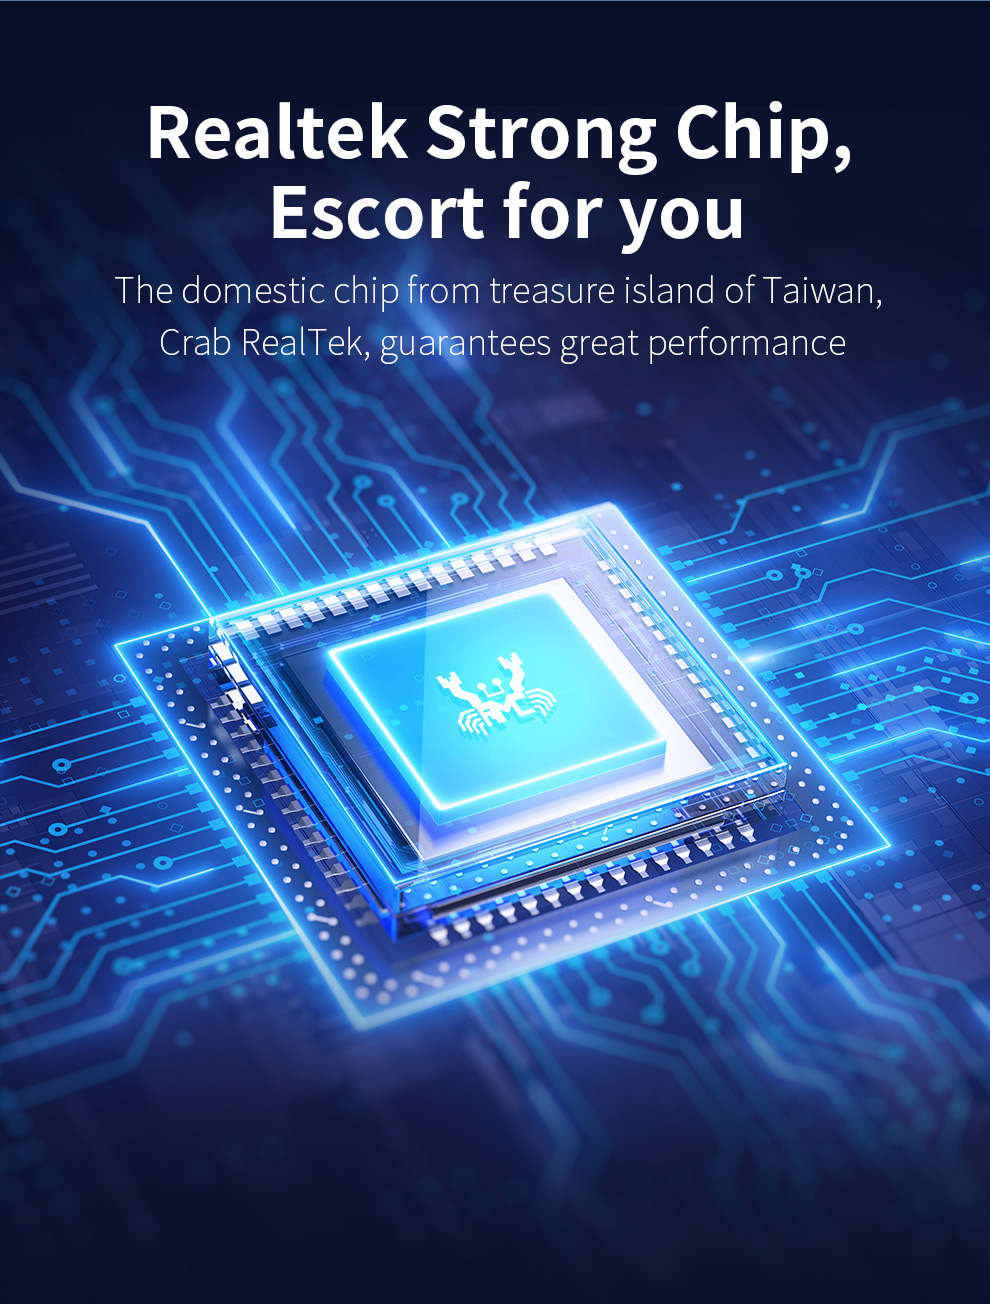 Realtek Strong Chip,
Escort for you
The domestic chip from treasure island of Taiwan,
Crab RealTek, guarantees great performance